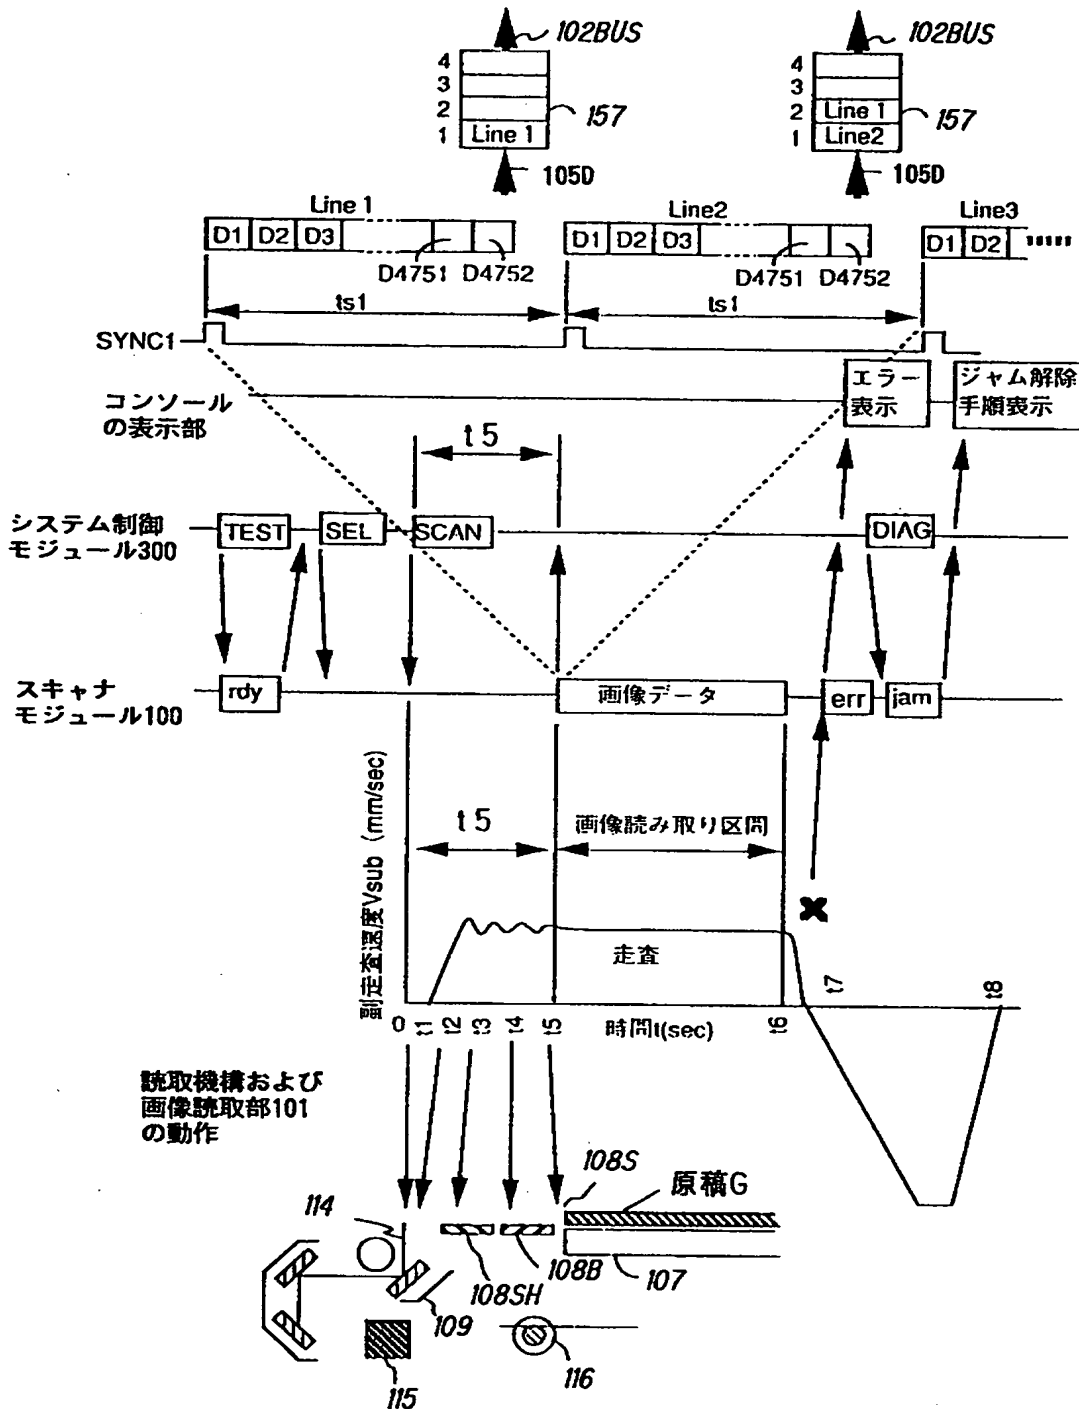 102BUS 102BUS
4 4
3 3
2 157 2 Line 1 157
1 Line 1 1 Line2
105D 105D
Line 1 Line2 Line3
D1 D2 D3 D1 D2 D3 D1 D2
D4751 D4752 D4751 D4752
ts1 ts1
SYNC1
コンソール
の表示部
エラー
表示
ジャム解除
手順表示
t5
システム制御
モジュール300
TEST SEL SCAN DIAG
スキャナ
モジュール100
rdy 画像データ err jam
副走査速度Vsub (mm/sec)
t5 画像読み取り区間
走査
0 t1 t2 t3 t4 t5 時間t(sec) t6 t7 t8
読取機構および
画像読取部101
の動作
108S
原稿G
114
108SH 108B 107
109
115 116